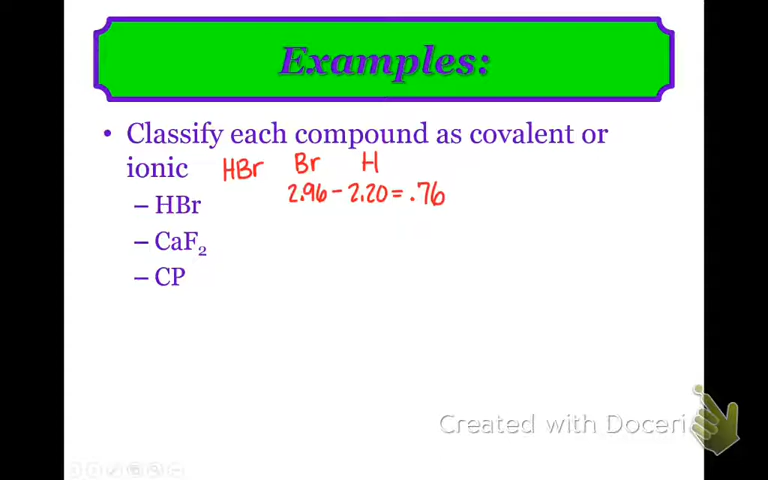 Examples:
• Classify each compound as covalent or
ionic HBr Br H
2.96 - 2.20 = .76
– HBr
– CaF₂
– CP
Created with Doceri